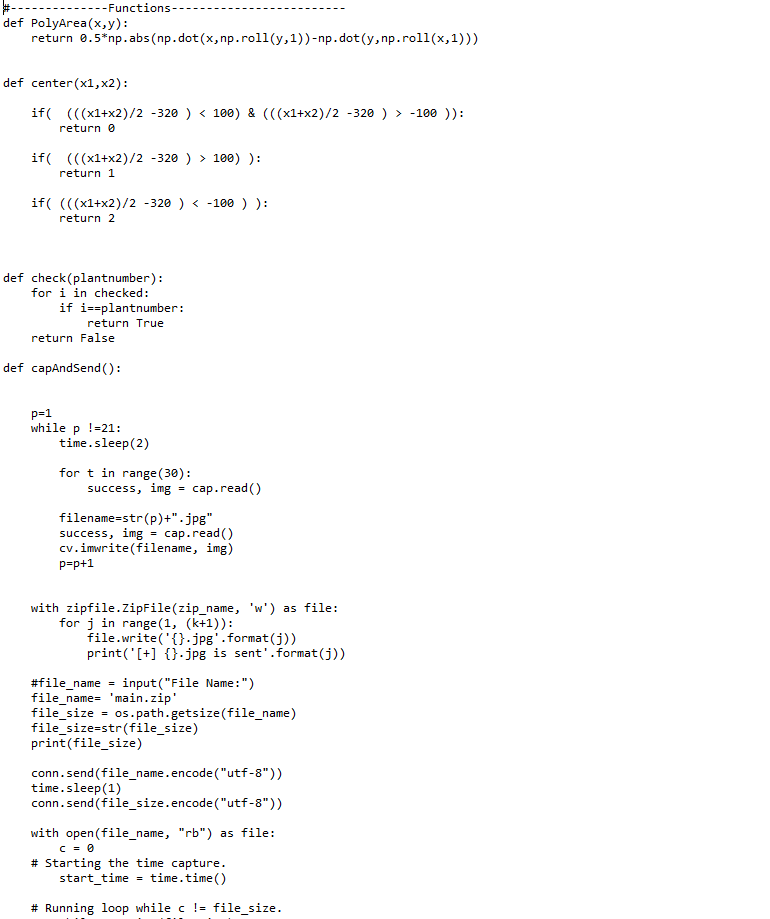 #--------------Functions-------------------------
def PolyArea(x,y):
    return 0.5*np.abs(np.dot(x,np.roll(y,1))-np.dot(y,np.roll(x,1)))
def center(x1,x2):
    if(  (((x1+x2)/2 -320 ) < 100) & (((x1+x2)/2 -320 ) > -100 )):
        return 0
    if(  (((x1+x2)/2 -320 ) > 100) ):
        return 1
    if( (((x1+x2)/2 -320 ) < -100 ) ):
        return 2
def check(plantnumber):
    for i in checked:
        if i==plantnumber:
            return True
    return False
def capAndSend():
    p=1
    while p !=21:
        time.sleep(2)
        for t in range(30):
            success, img = cap.read()
        filename=str(p)+".jpg"
        success, img = cap.read()
        cv.imwrite(filename, img)
        p=p+1
    with zipfile.ZipFile(zip_name, 'w') as file:
        for j in range(1, (k+1)):
            file.write('{}.jpg'.format(j))
            print('[+] {}.jpg is sent'.format(j))
    #file_name = input("File Name:")
    file_name= 'main.zip'
    file_size = os.path.getsize(file_name)
    file_size=str(file_size)
    print(file_size)
    conn.send(file_name.encode("utf-8"))
    time.sleep(1)
    conn.send(file_size.encode("utf-8"))
    with open(file_name, "rb") as file:
        c = 0
    # Starting the time capture.
        start_time = time.time()
    # Running loop while c != file_size.